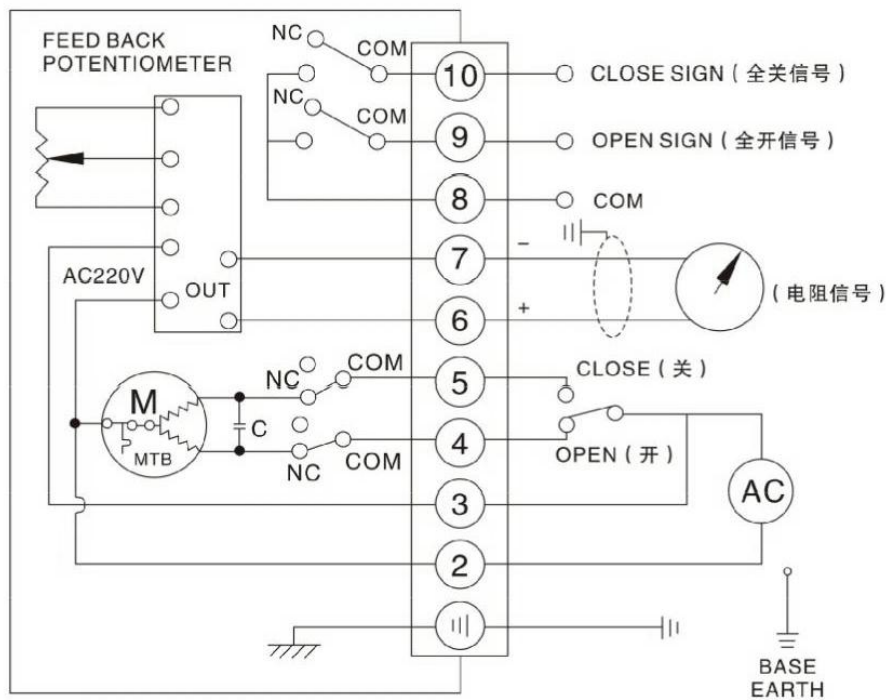 FEED BACK
POTENTIOMETER
NC
COM
10
CLOSE SIGN ( 全关信号 )
NC
COM
9
OPEN SIGN ( 全开信号 )
8
COM
7
-
AC220V
OUT
( 电阻信号 )
6
+
NC
COM
5
CLOSE ( 关 )
M
C
MTB
NC
COM
4
OPEN ( 开 )
3
AC
2
BASE
EARTH